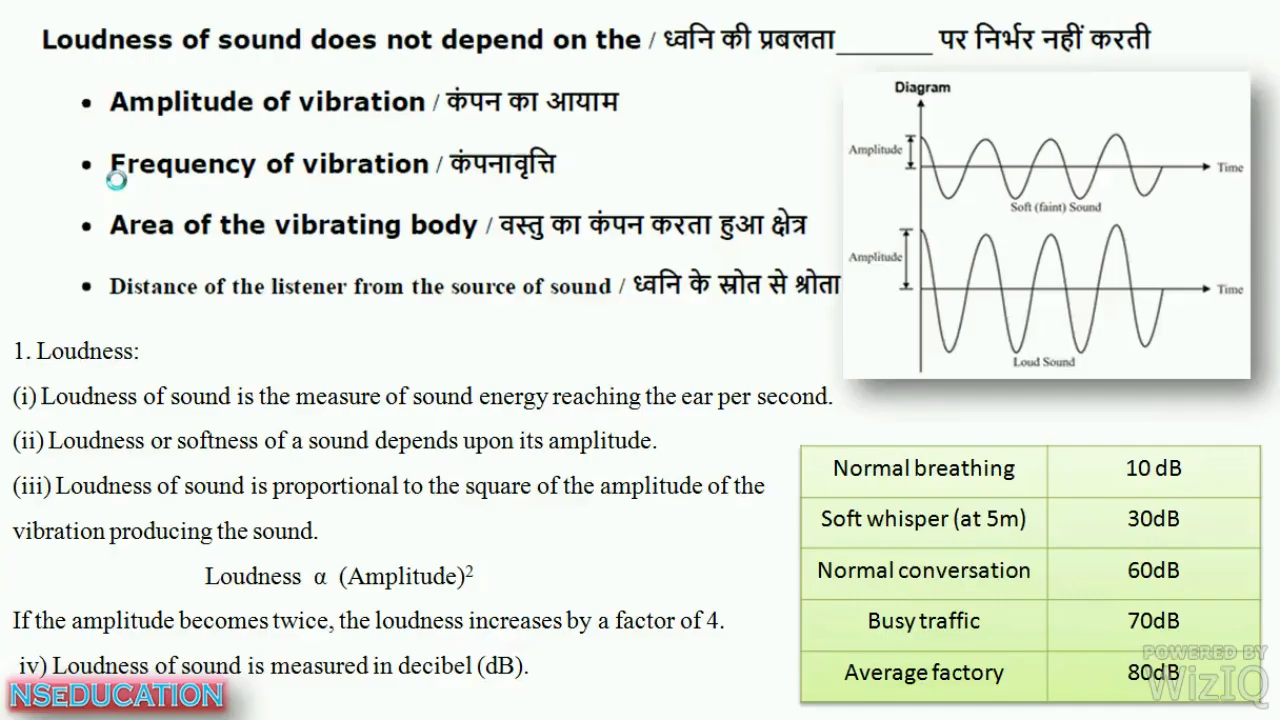 Loudness of sound does not depend on the / ध्वनि की प्रबलता________ पर निर्भर नहीं करती
• Amplitude of vibration / कंपन का आयाम
• Frequency of vibration / कंपनावृत्ति
• Area of the vibrating body / वस्तु का कंपन करता हुआ क्षेत्र
• Distance of the listener from the source of sound / ध्वनि के स्रोत से श्रोता
Diagram
Amplitude
Time
Soft (faint) Sound
Amplitude
Time
Loud Sound
1. Loudness:
(i) Loudness of sound is the measure of sound energy reaching the ear per second.
(ii) Loudness or softness of a sound depends upon its amplitude.
(iii) Loudness of sound is proportional to the square of the amplitude of the
vibration producing the sound.
Loudness α (Amplitude)²
If the amplitude becomes twice, the loudness increases by a factor of 4.
iv) Loudness of sound is measured in decibel (dB).
Normal breathing 10 dB
Soft whisper (at 5m) 30dB
Normal conversation 60dB
Busy traffic 70dB
Average factory 80dB
NSEDUCATION
POWERED BY
WizIQ